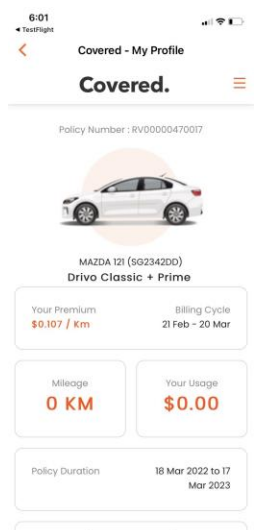 6:01
◄ TestFlight
Covered - My Profile
Covered.
Policy Number : RV00000470017
MAZDA 121 (SG2342DD)
Drivo Classic + Prime
Your Premium
$0.107 / Km
Billing Cycle
21 Feb - 20 Mar
Mileage
0 KM
Your Usage
$0.00
Policy Duration
18 Mar 2022 to 17
Mar 2023